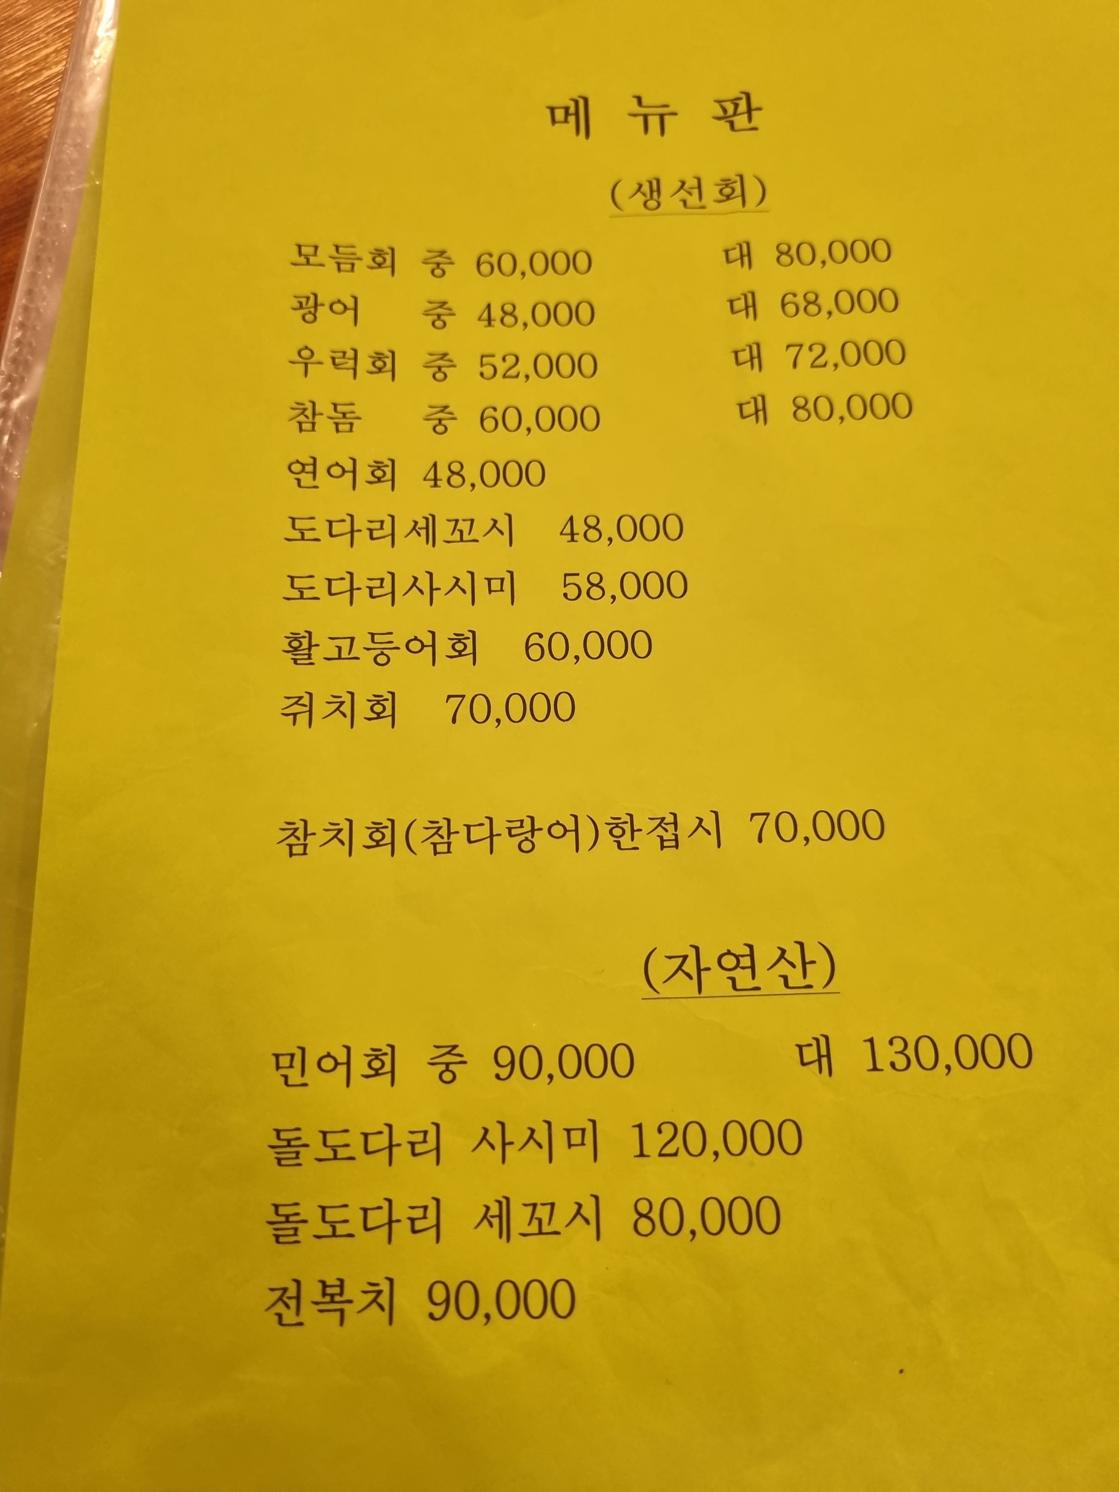 메 뉴 판
(생선회)
모듬회 중 60,000 대 80,000
광어 중 48,000 대 68,000
우럭회 중 52,000 대 72,000
참돔 중 60,000 대 80,000
연어회 48,000
도다리세꼬시 48,000
도다리사시미 58,000
활고등어회 60,000
쥐치회 70,000
참치회(참다랑어)한접시 70,000
(자연산)
민어회 중 90,000 대 130,000
돌도다리 사시미 120,000
돌도다리 세꼬시 80,000
전복치 90,000